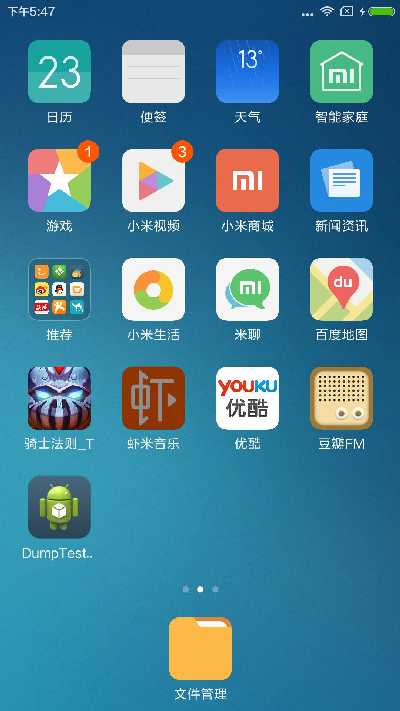 下午5:47
23
13°
日历
便签
天气
智能家庭
1
3
游戏
小米视频
小米商城
新闻资讯
du
推荐
小米生活
米聊
百度地图
虾
YOUKU
优酷
骑士法则_T
虾米音乐
优酷
豆瓣FM
DumpTest..
文件管理